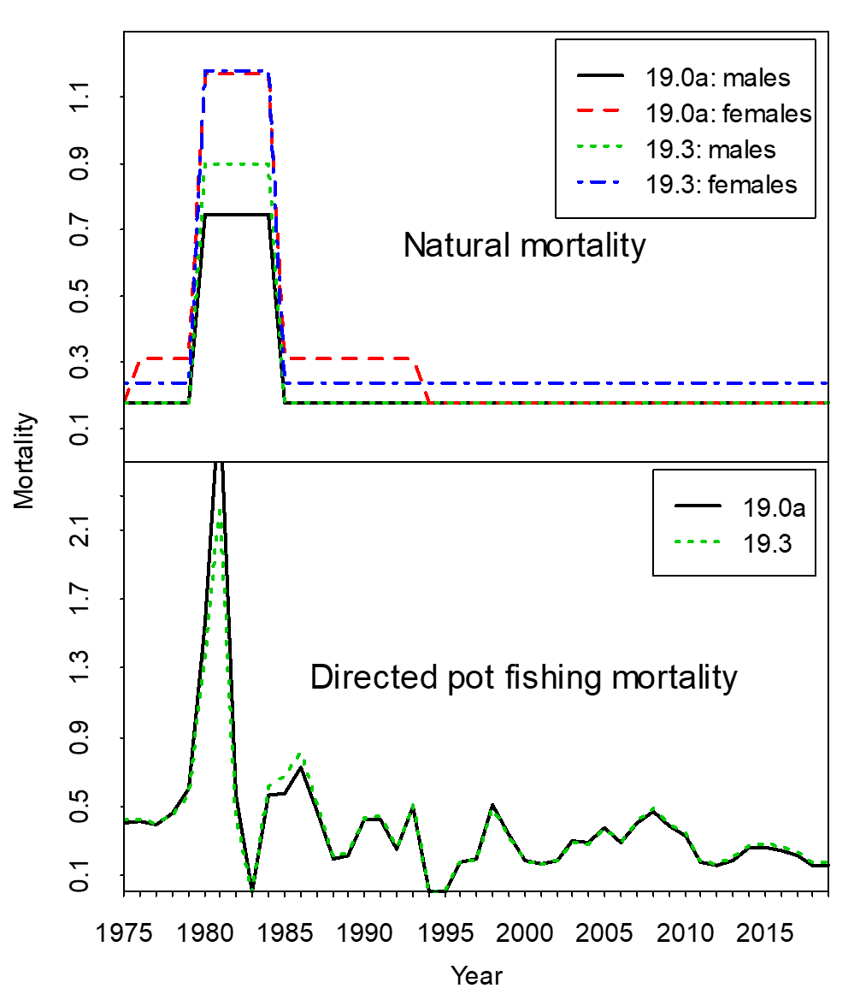 19.0a: males
19.0a: females
19.3: males
19.3: females
Natural mortality
1.1
0.9
0.7
0.5
0.3
0.1
Mortality
19.0a
19.3
Directed pot fishing mortality
2.1
1.7
1.3
0.9
0.5
0.1
1975 1980 1985 1990 1995 2000 2005 2010 2015
Year